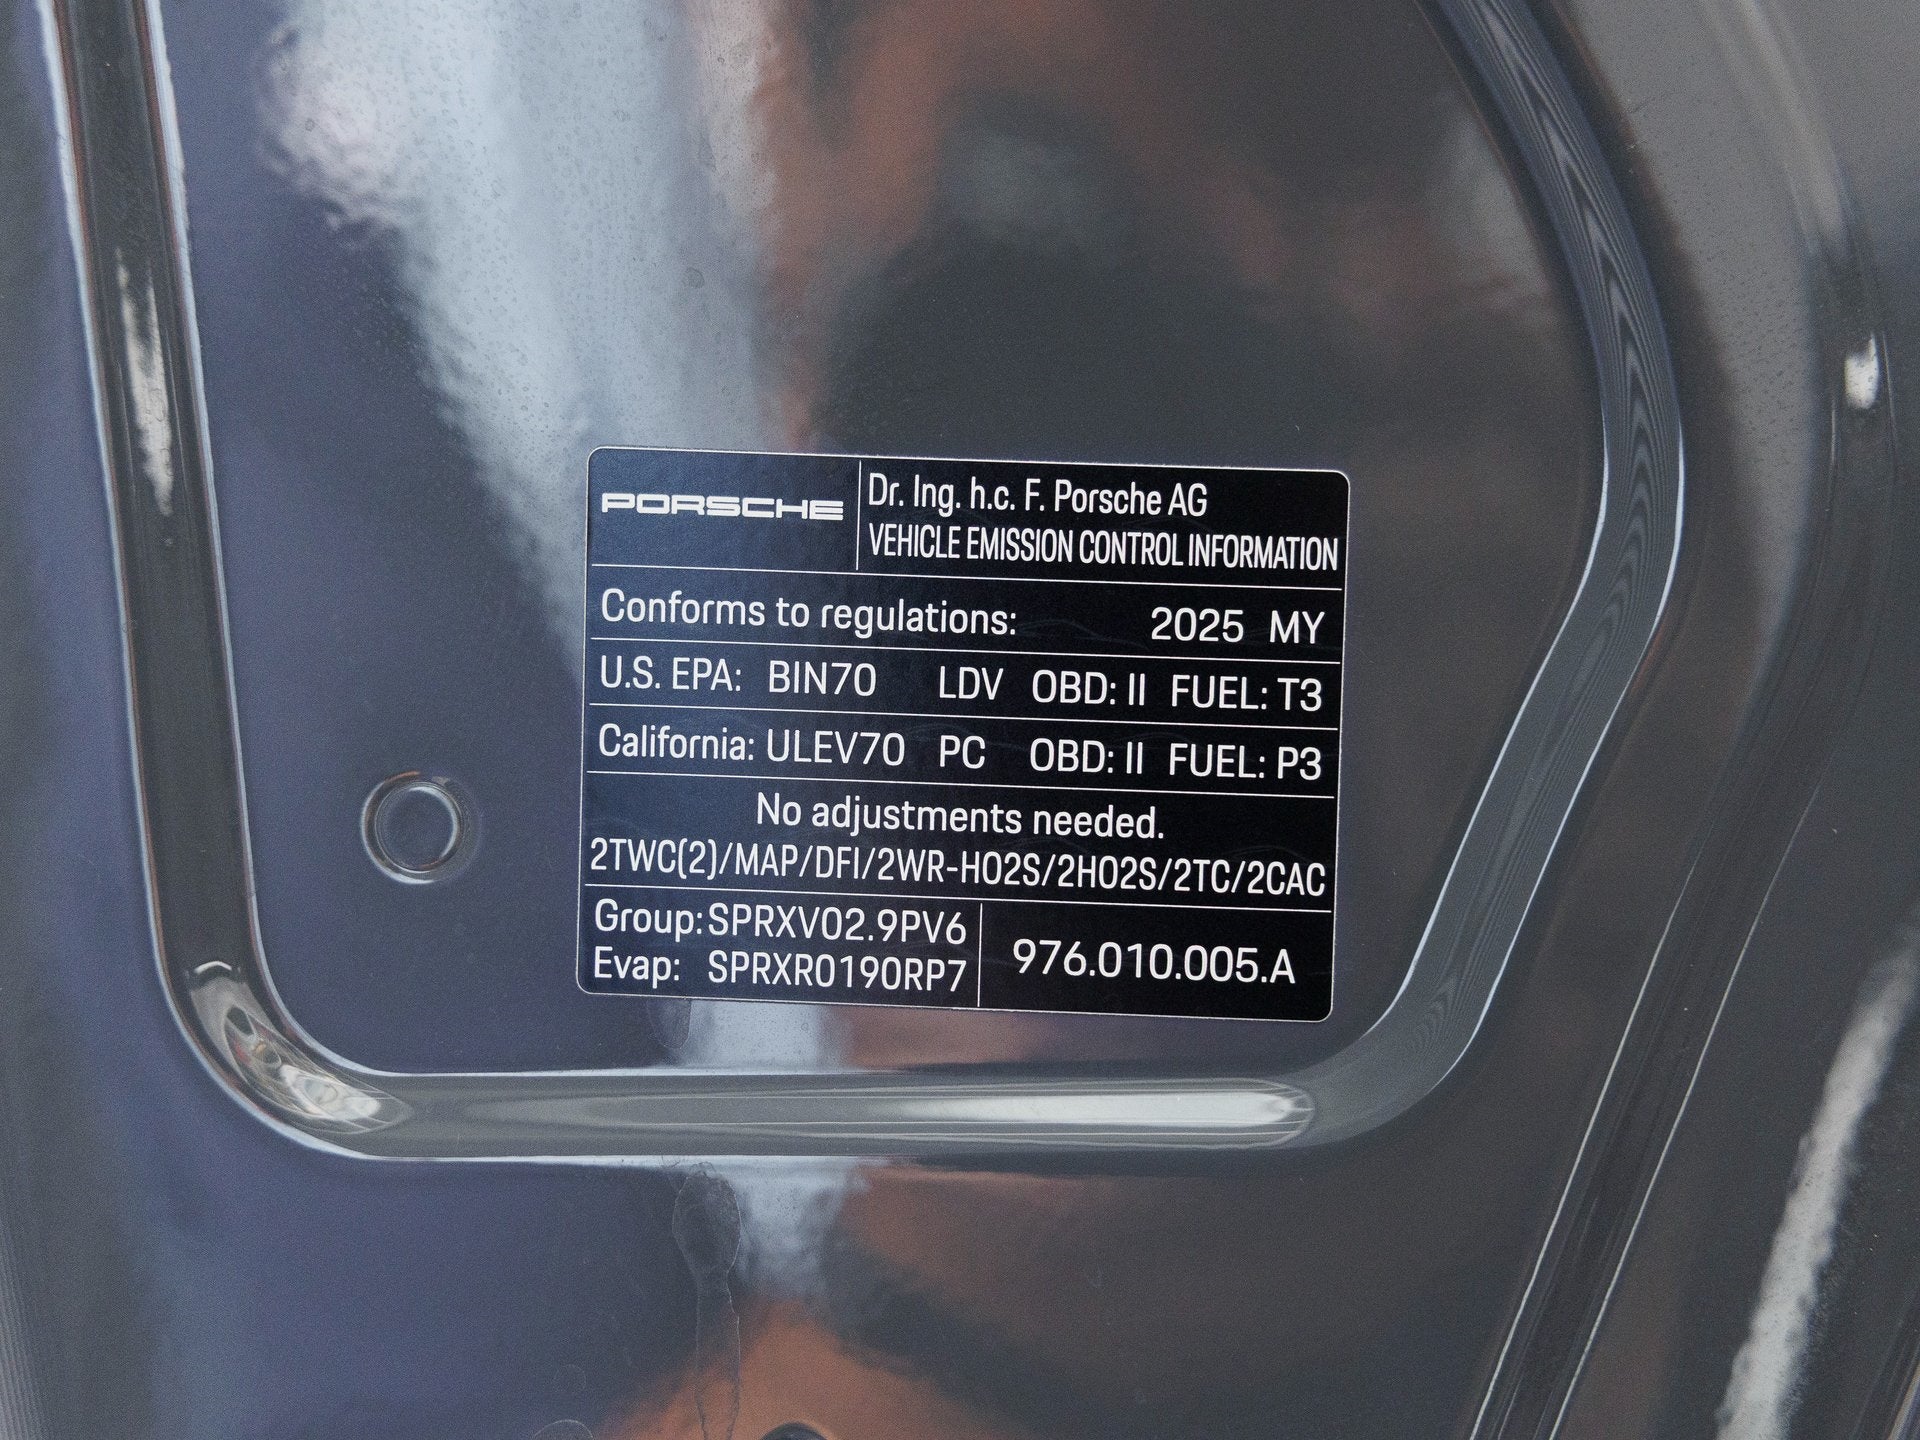 PORSCHE
Dr. Ing. h.c. F. Porsche AG
VEHICLE EMISSION CONTROL INFORMATION
Conforms to regulations: 2025 MY
U.S. EPA: BIN70 LDV OBD: II FUEL: T3
California: ULEV70 PC OBD: II FUEL: P3
No adjustments needed.
2TWC(2)/MAP/DFI/2WR-HO2S/2HO2S/2TC/2CAC
Group: SPRXV02.9PV6
Evap: SPRXR0190RP7
976.010.005.A